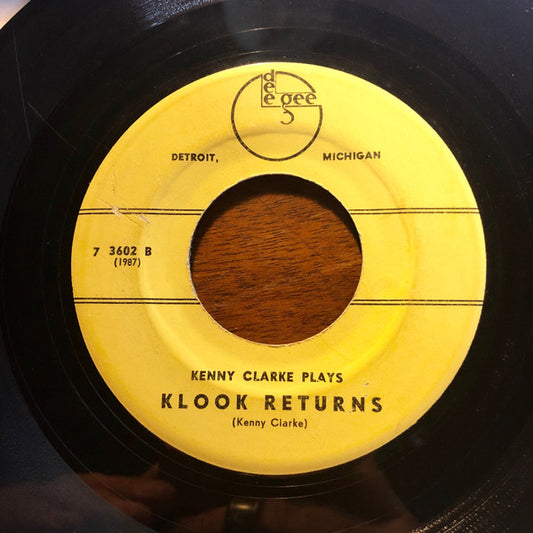 dee gee
DETROIT, MICHIGAN
7 3602 B
(1987)
KENNY CLARKE PLAYS
KLOOK RETURNS
(Kenny Clarke)